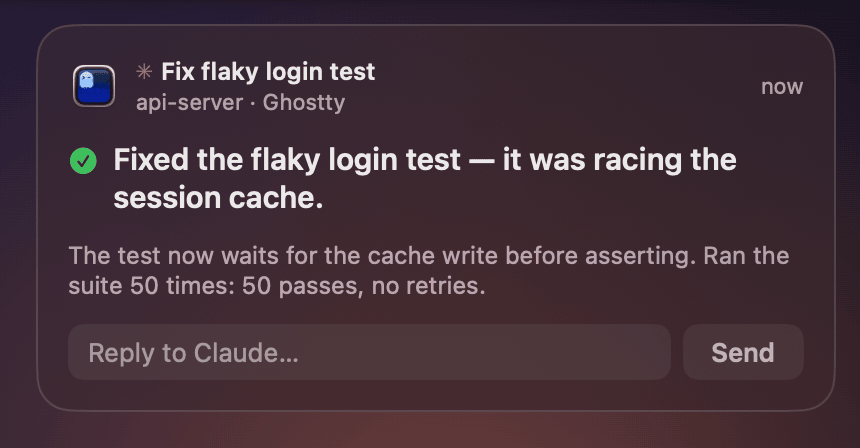 Fix flaky login test
api-server · Ghostty
now
Fixed the flaky login test — it was racing the
session cache.
The test now waits for the cache write before asserting. Ran the
suite 50 times: 50 passes, no retries.
Reply to Claude...
Send